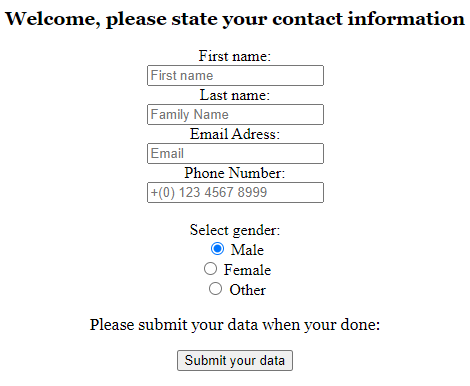 Welcome, please state your contact information
First name:
First name
Last name:
Family Name
Email Adress:
Email
Phone Number:
+(0) 123 4567 8999
Select gender:
Male
Female
Other
Please submit your data when your done:
Submit your data